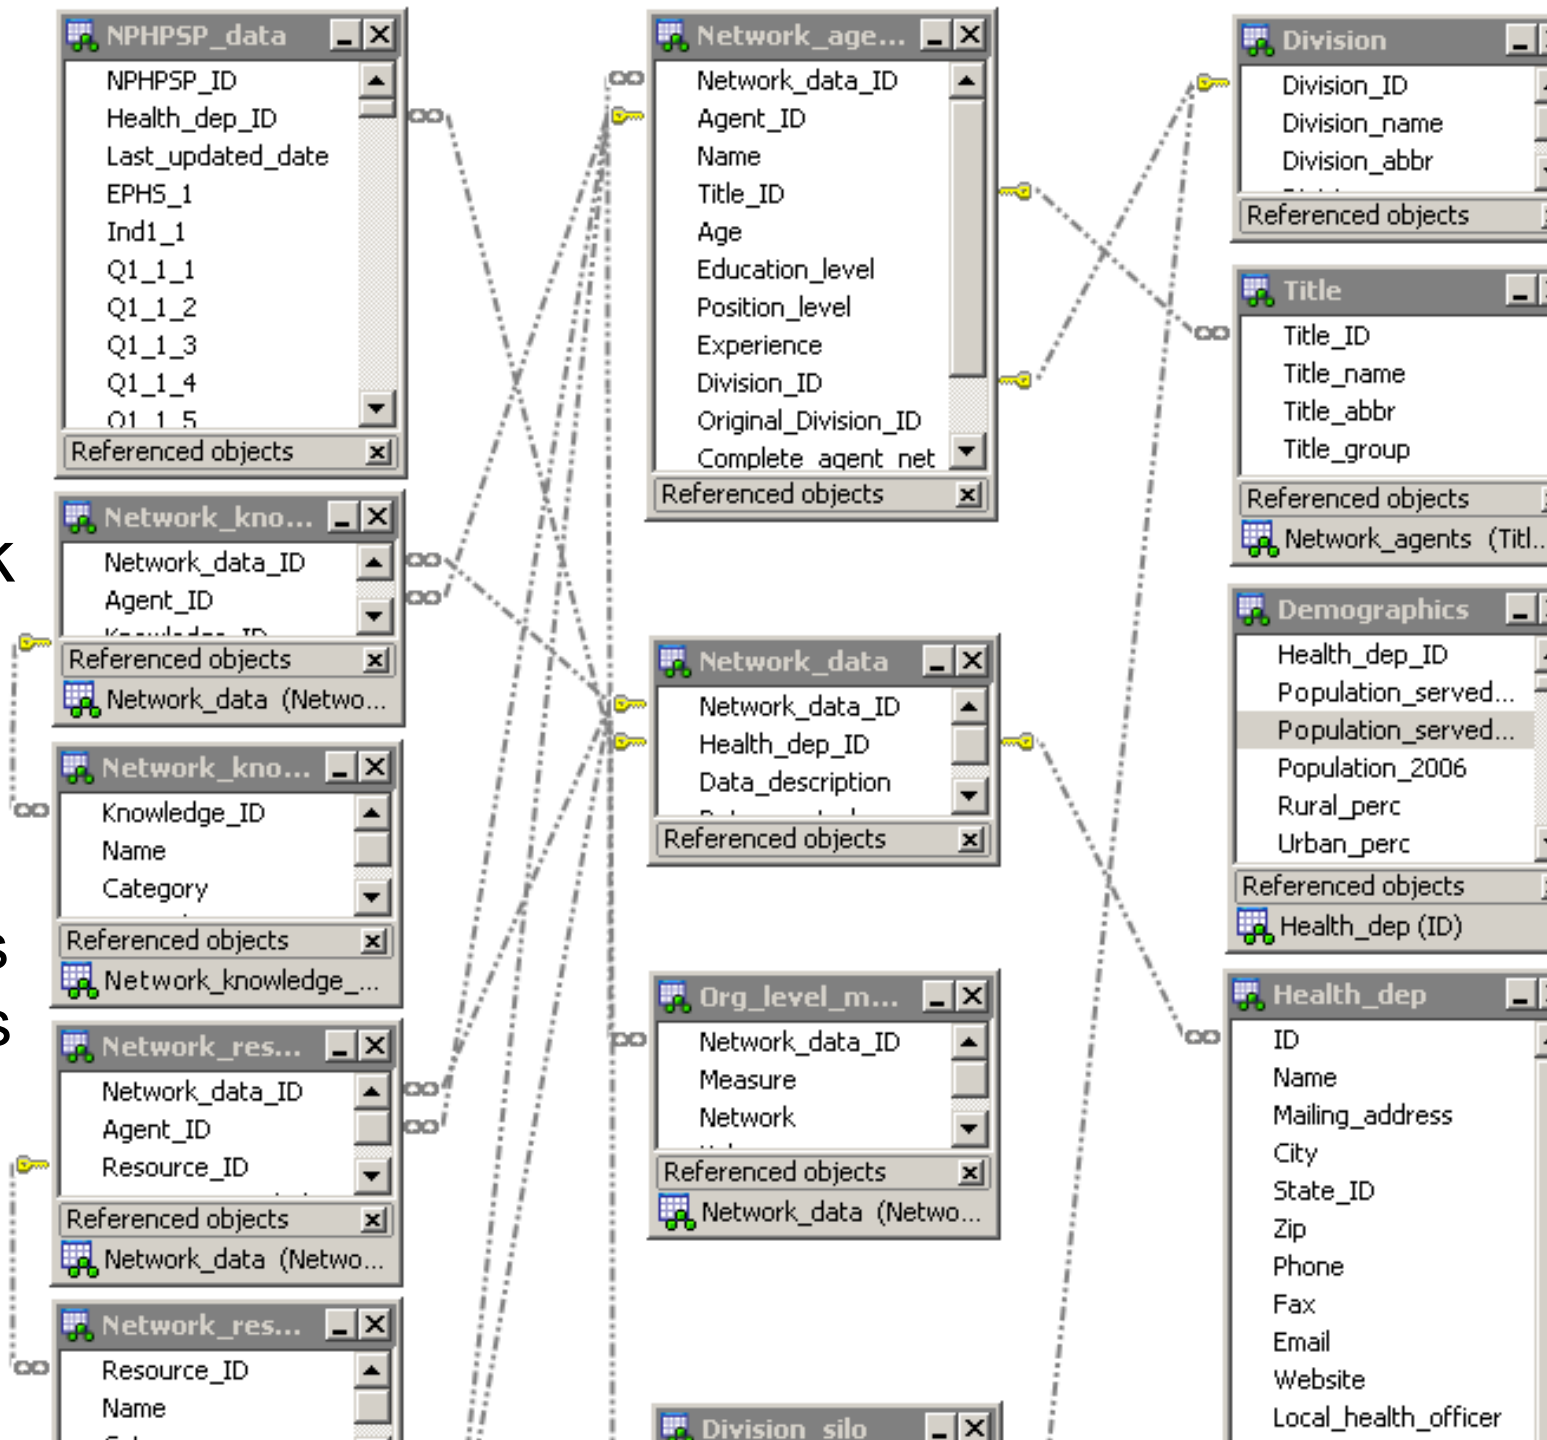 NPHPSP_data
NPHPSP_ID
Health_dep_ID
Last_updated_date
EPHS_1
Ind1_1
Q1_1_1
Q1_1_2
Q1_1_3
Q1_1_4
Q1_1_5
Referenced objects
k
Network_kno...
Network_data_ID
Agent_ID
Knowledge_ID
Referenced objects
Network_data (Netwo...
Network_kno...
Knowledge_ID
Name
Category
Referenced objects
Network_knowledge_...
s
s
Network_res...
Network_data_ID
Agent_ID
Resource_ID
Referenced objects
Network_data (Netwo...
Network_res...
Resource_ID
Name
Network_age...
Network_data_ID
Agent_ID
Name
Title_ID
Age
Education_level
Position_level
Experience
Division_ID
Original_Division_ID
Complete_agent_net
Referenced objects
Network_data
Network_data_ID
Health_dep_ID
Data_description
Referenced objects
Org_level_m...
Network_data_ID
Measure
Network
Referenced objects
Network_data (Netwo...
Division_silo
Division
Division_ID
Division_name
Division_abbr
Referenced objects
Title
Title_ID
Title_name
Title_abbr
Title_group
Referenced objects
Network_agents (Titl...
Demographics
Health_dep_ID
Population_served...
Population_served...
Population_2006
Rural_perc
Urban_perc
Referenced objects
Health_dep (ID)
Health_dep
ID
Name
Mailing_address
City
State_ID
Zip
Phone
Fax
Email
Website
Local_health_officer